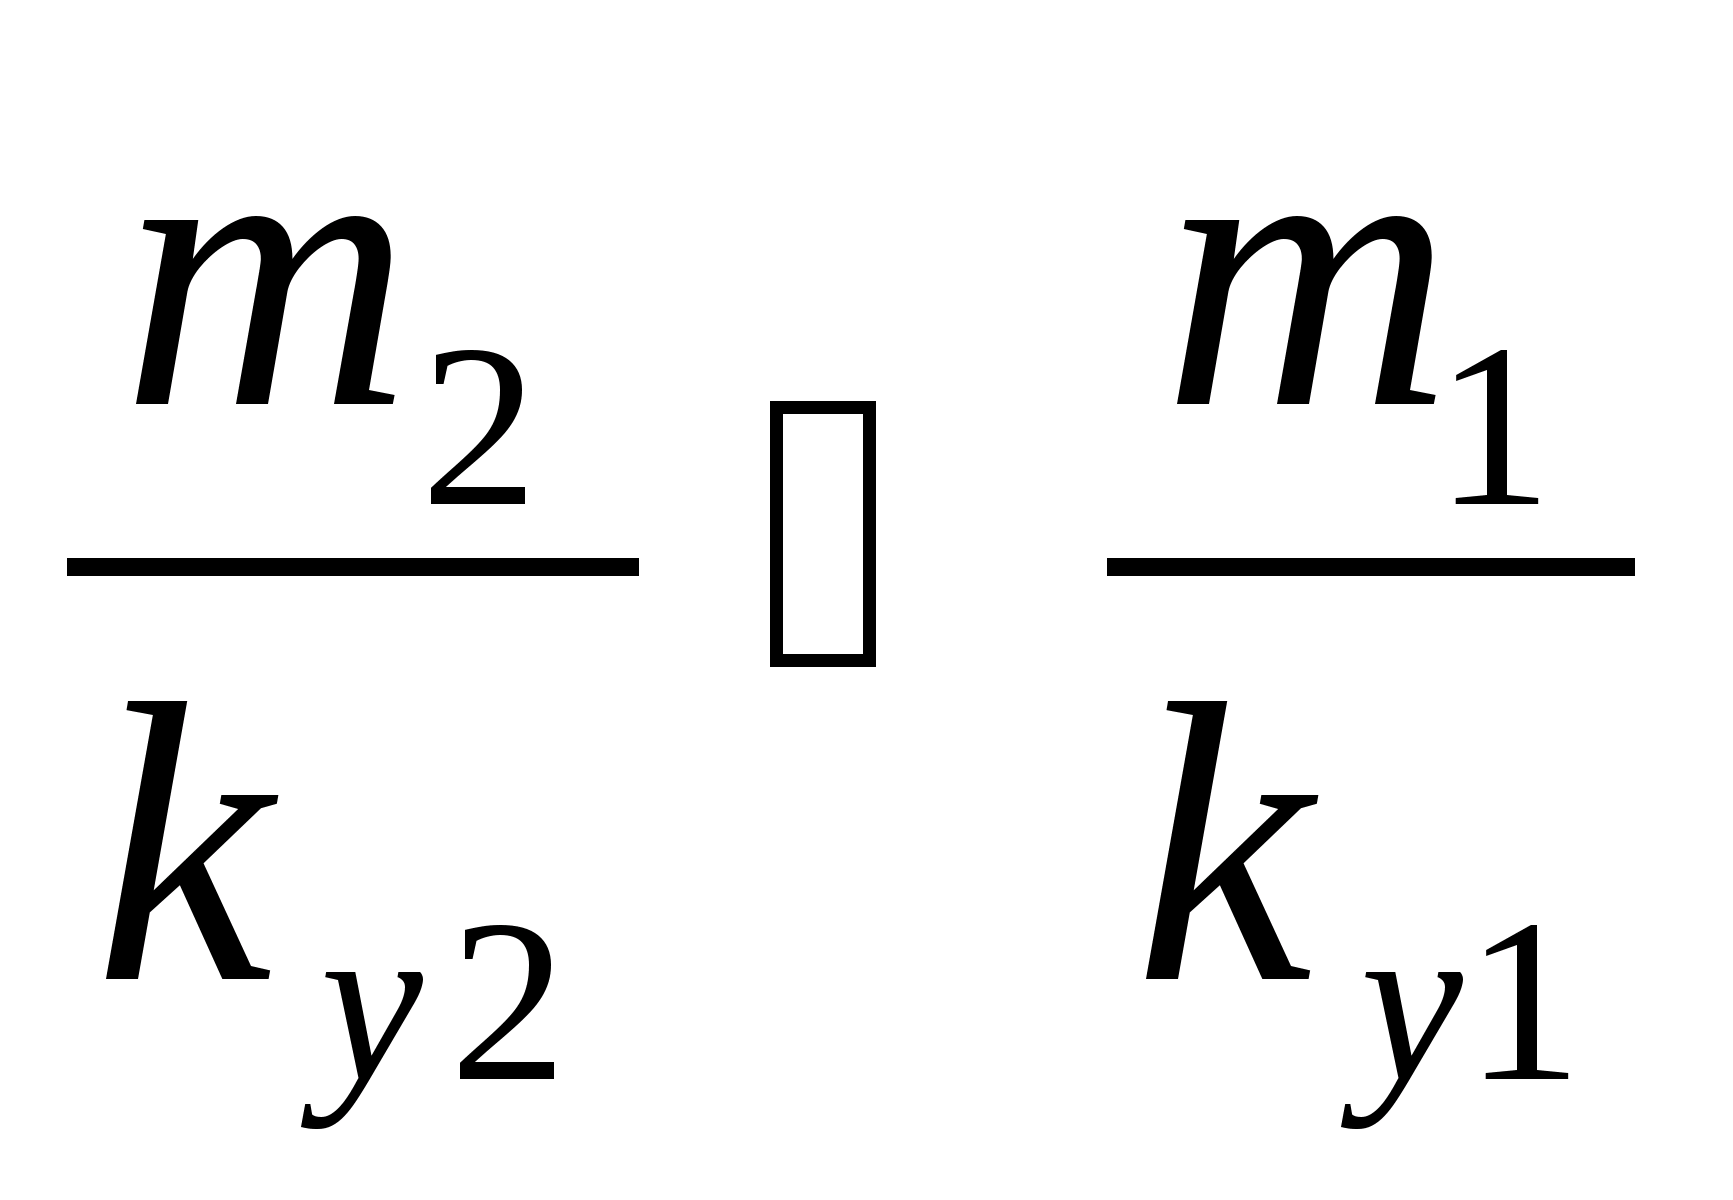 m₂ / k_y2 ▯ m₁ / k_y1